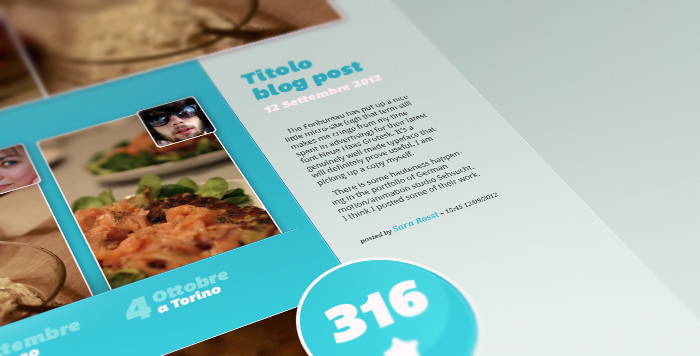 Titolo
blog post
12 Settembre 2012
The Fontbureau has put up a nice
little micro-site (ugh that term still
makes me cringe from my time
spent in advertising) for their latest
font Neue Haas Grotesk. It's a
genuinely well made typeface that
will definitely prove useful. I am
picking up a copy myself.
There is some hauteness happen-
ing in the portfolio of German
motion/animation studio Sehsucht,
I think I posted some of their work.
posted by Sara Rossi – 15:45 12/09/2012
4 Ottobre
a Torino
316